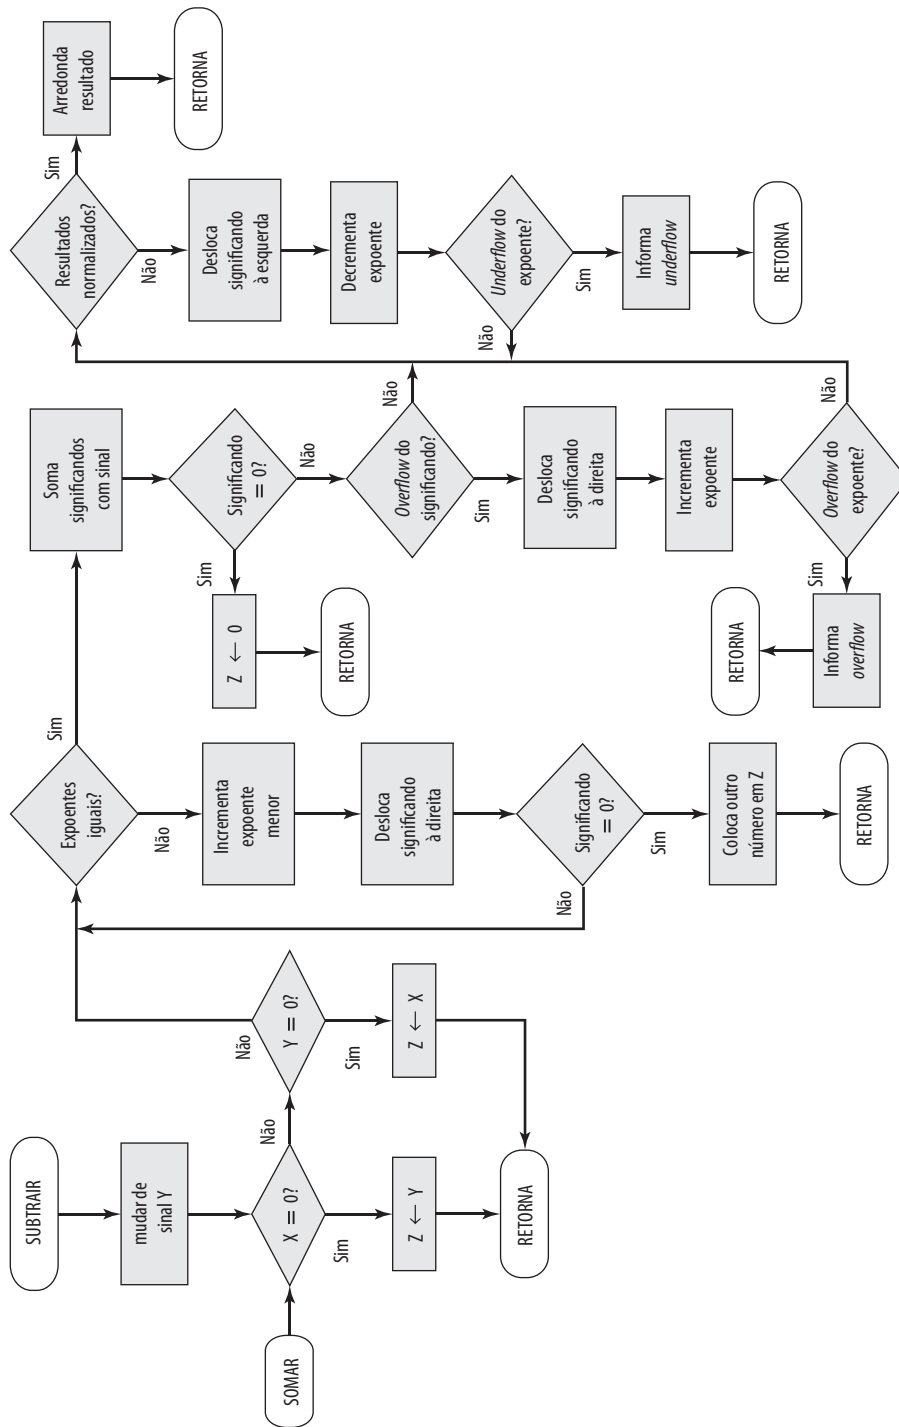 SUBTRAIR
mudar de
sinal Y
SOMAR
X = 0?
Não
Sim
Z ← Y
RETORNA
Y = 0?
Não
Sim
Z ← X
Expoentes
iguais?
Sim
Não
Incrementa
expoente
menor
Desloca
significando
à direita
Significando
= 0?
Não
Sim
Coloca outro
número em Z
RETORNA
Soma
significandos
com sinal
Significando
= 0?
Sim
Não
Z ← 0
RETORNA
Overflow do
significando?
Não
Sim
Desloca
significando
à direita
Incrementa
expoente
Overflow do
expoente?
Sim
Não
Informa
overflow
RETORNA
Resultados
normalizados?
Sim
Não
Arredonda
resultado
RETORNA
Desloca
significando
à esquerda
Decrementa
expoente
Underflow do
expoente?
Não
Sim
Informa
underflow
RETORNA